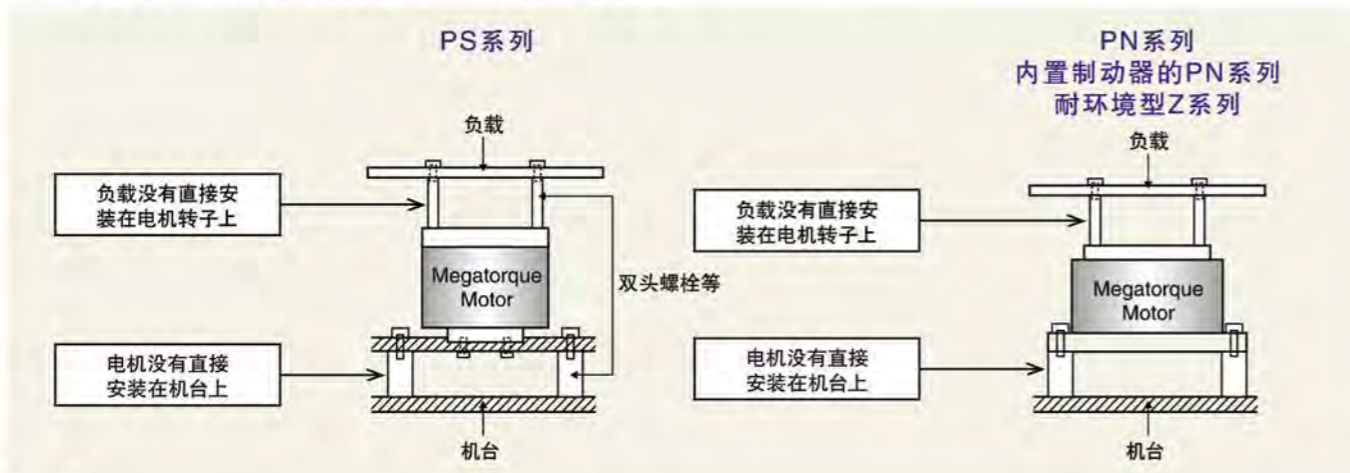 PS系列
负载
负载没有直接安
装在电机转子上
Megatorque
Motor
双头螺栓等
电机没有直接
安装在机台上
机台
PN系列
内置制动器的PN系列
耐环境型Z系列
负载
负载没有直接安
装在电机转子上
Megatorque
Motor
电机没有直接
安装在机台上
机台